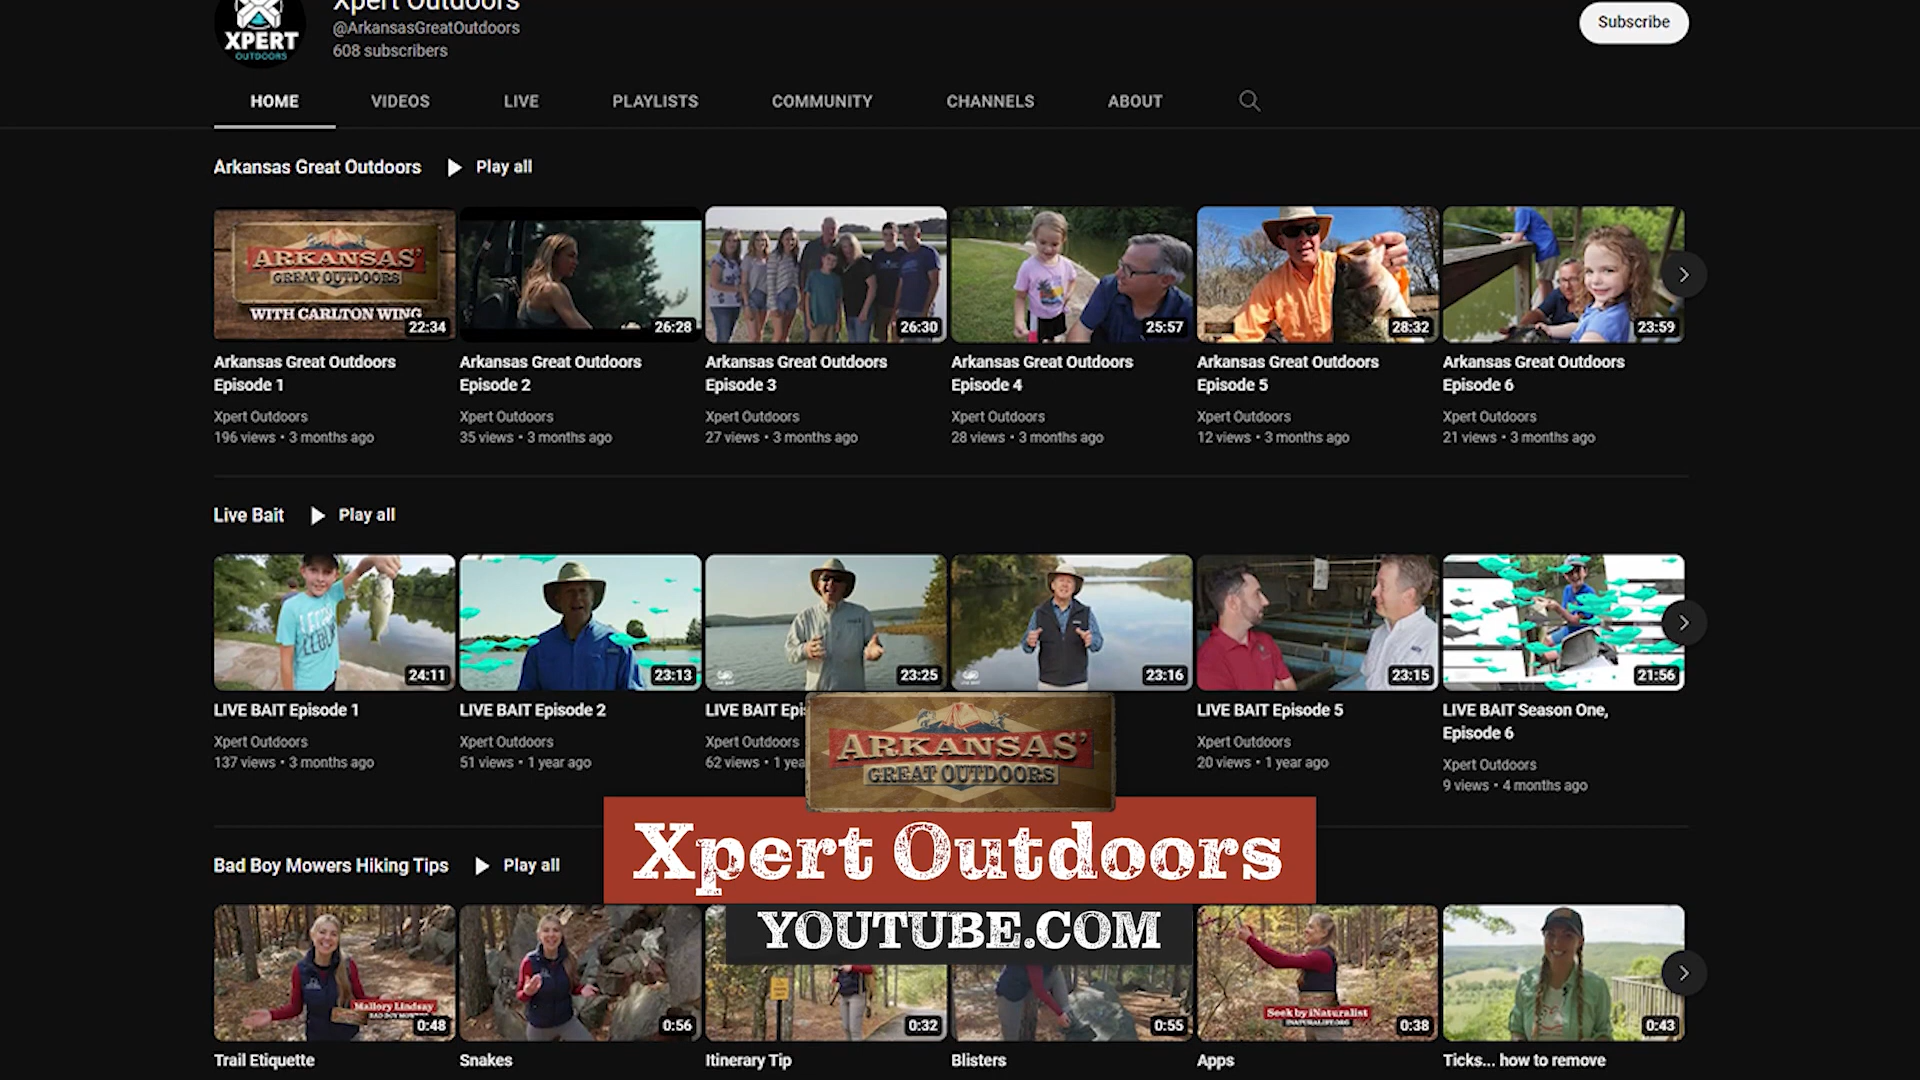 Xpert Outdoors
@ArkansasGreatOutdoors
608 subscribers
Subscribe
XPERT
OUTDOORS
HOME
VIDEOS
LIVE
PLAYLISTS
COMMUNITY
CHANNELS
ABOUT
Arkansas Great Outdoors
Play all
ARKANSAS'
GREAT OUTDOORS
WITH CARLTON WING
22:34
26:28
26:30
25:57
28:32
23:59
Arkansas Great Outdoors
Episode 1
Xpert Outdoors
196 views • 3 months ago
Arkansas Great Outdoors
Episode 2
Xpert Outdoors
35 views • 3 months ago
Arkansas Great Outdoors
Episode 3
Xpert Outdoors
27 views • 3 months ago
Arkansas Great Outdoors
Episode 4
Xpert Outdoors
28 views • 3 months ago
Arkansas Great Outdoors
Episode 5
Xpert Outdoors
12 views • 3 months ago
Arkansas Great Outdoors
Episode 6
Xpert Outdoors
21 views • 3 months ago
Live Bait
Play all
24:11
23:13
23:25
23:16
23:15
21:56
LIVE BAIT Episode 1
Xpert Outdoors
137 views • 3 months ago
LIVE BAIT Episode 2
Xpert Outdoors
51 views • 1 year ago
LIVE BAIT Epi
Xpert Outdoors
62 views • 1 yea
LIVE BAIT Episode 5
Xpert Outdoors
20 views • 1 year ago
LIVE BAIT Season One,
Episode 6
Xpert Outdoors
9 views • 4 months ago
ARKANSAS'
GREAT OUTDOORS
Xpert Outdoors
YOUTUBE.COM
Bad Boy Mowers Hiking Tips
Play all
Mallory Lindsay
0:48
0:56
0:32
0:55
Seek by iNaturalist
INATURALIST.ORG
0:38
0:43
Trail Etiquette
Snakes
Itinerary Tip
Blisters
Apps
Ticks... how to remove